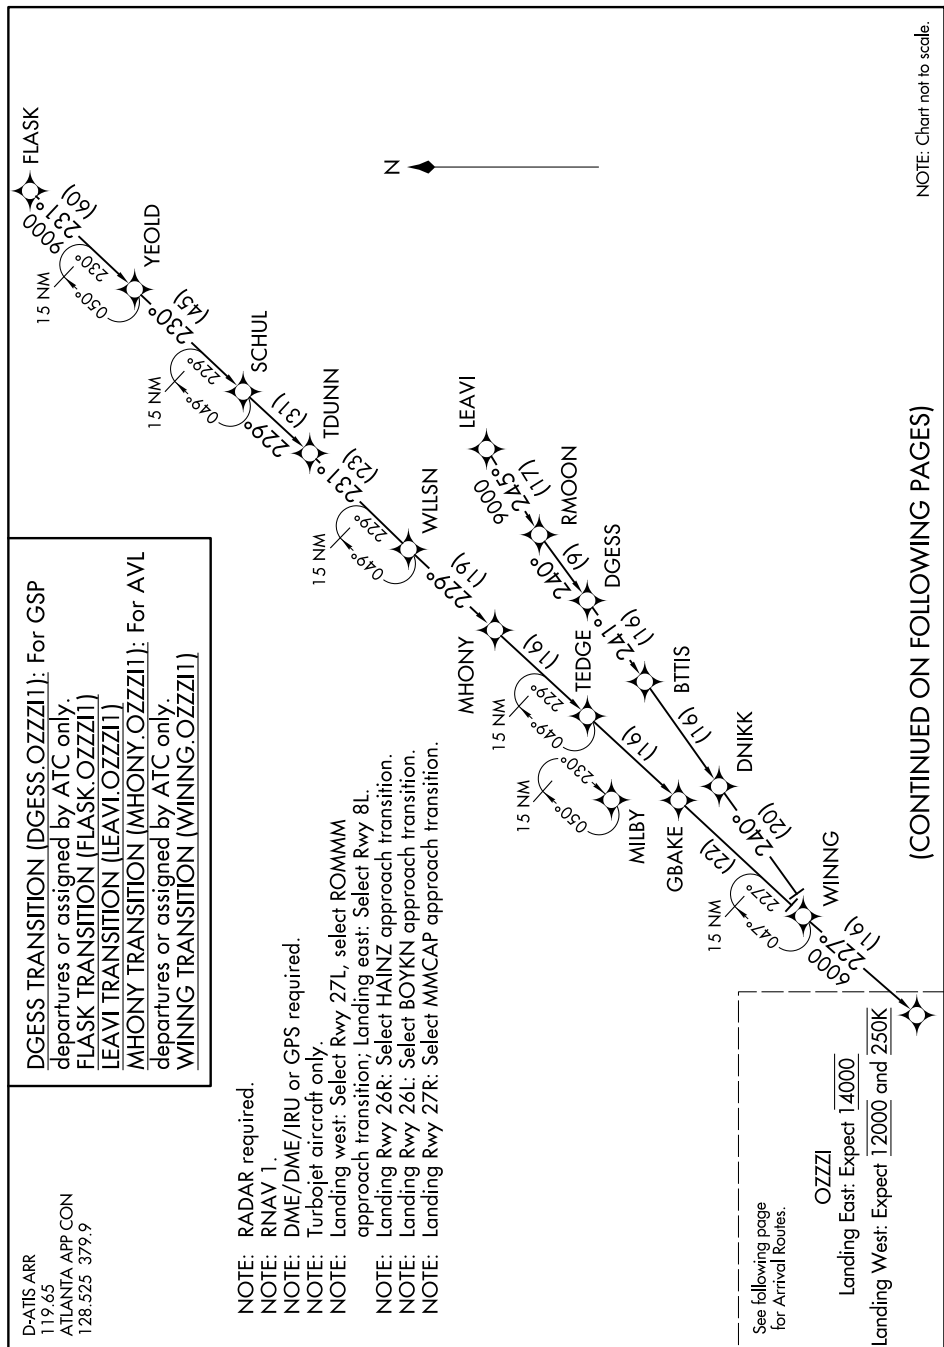 D-ATIS ARR
119.65
ATLANTA APP CON
128.525 379.9
DGESS TRANSITION (DGESS.OZZZI1): For GSP
departures or assigned by ATC only.
FLASK TRANSITION (FLASK.OZZZI1)
LEAVI TRANSITION (LEAVI.OZZZI1)
MHONY TRANSITION (MHONY.OZZZI1): For AVL
departures or assigned by ATC only.
WINNG TRANSITION (WINNG.OZZZI1)
NOTE: RADAR required.
NOTE: RNAV 1.
NOTE: DME/DME/IRU or GPS required.
NOTE: Turbojet aircraft only.
NOTE: Landing west: Select Rwy 27L, select ROMMM
approach transition; Landing east: Select Rwy 8L.
NOTE: Landing Rwy 26R: Select HAINZ approach transition.
NOTE: Landing Rwy 26L: Select BOYKN approach transition.
NOTE: Landing Rwy 27R: Select MMCAP approach transition.
FLASK
9000
231°
(60)
15 NM
230°
050°
YEOLD
230°
(45)
15 NM
229°
049°
SCHUL
229°
(31)
TDUNN
231°
(23)
15 NM
229°
049°
WLLSN
229°
(19)
MHONY
(16)
15 NM
229°
049°
TEDGE
(16)
15 NM
230°
050°
MILBY
GBAKE
(22)
LEAVI
9000
245°
(17)
RMOON
240°
(9)
DGESS
241°
(16)
BTTIS
(16)
DNIKK
240°
(20)
15 NM
227°
047°
WINNG
6000
227°
(16)
N
See following page
for Arrival Routes.
OZZZI
Landing East: Expect 14000
Landing West: Expect 12000 and 250K
(CONTINUED ON FOLLOWING PAGES)
NOTE: Chart not to scale.